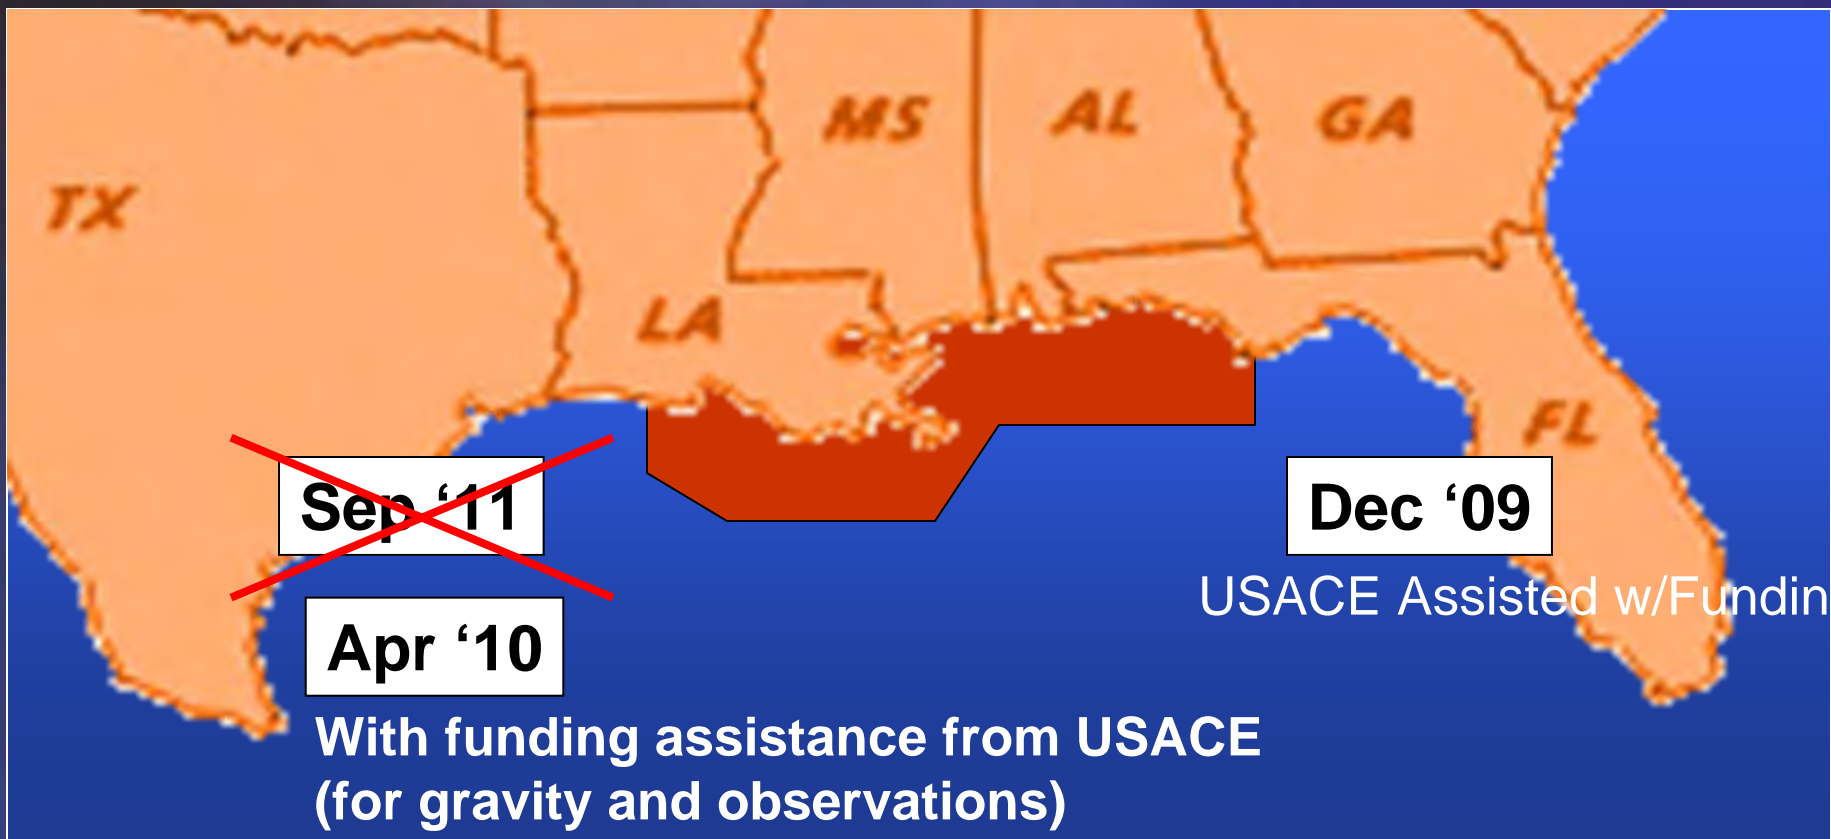 MS
AL
GA
TX
LA
FL
Sep ‘11
Dec ‘09
USACE Assisted w/Fundin
Apr ‘10
With funding assistance from USACE
(for gravity and observations)